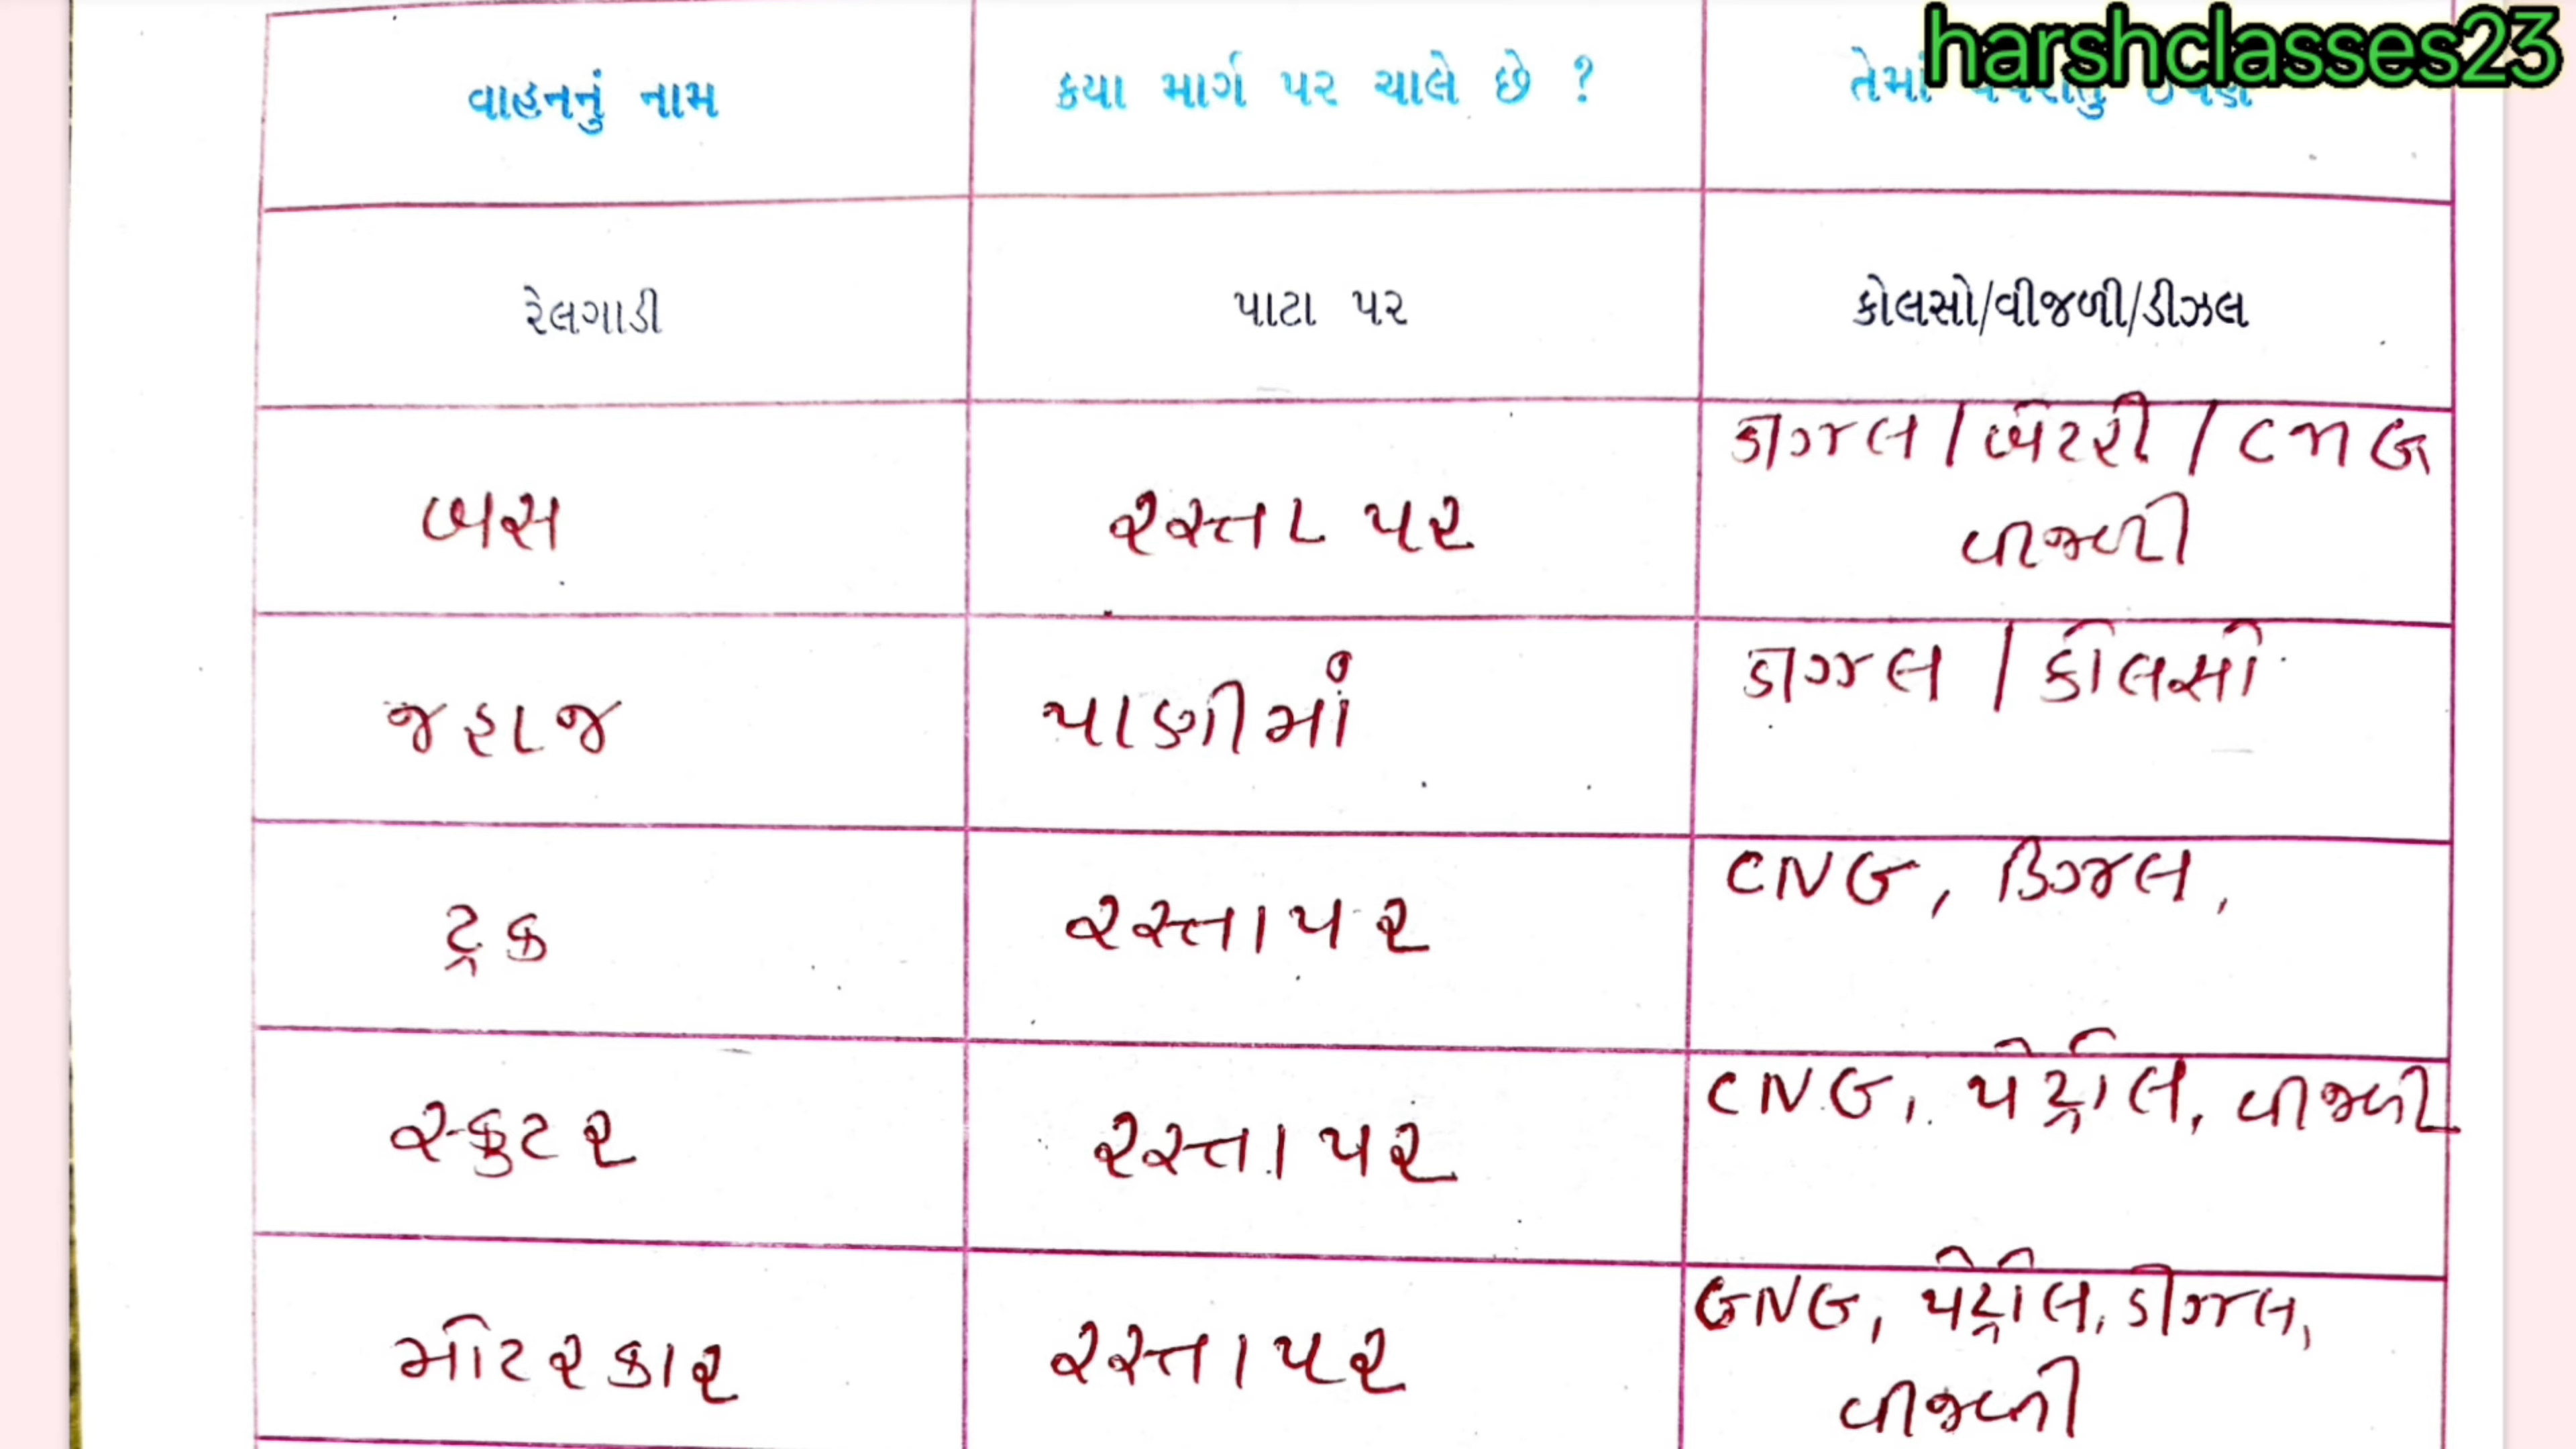 harshclasses23
વાહનનું નામ કયા માર્ગ પર ચાલે છે ? તેમાં
રેલગાડી પાટા પર કોલસો/વીજળી/ડીઝલ
બસ રસ્તા પર ડીઝલ / બેટરી / CNG
વીજળી
જહાજ પાણીમાં ડીઝલ / કોલસો
ટ્રક રસ્તા પર CNG, ડિઝલ,
સ્કુટર રસ્તા પર CNG, પેટ્રોલ, વીજળી
મોટરકાર રસ્તા પર GNG, પેટ્રોલ, ડીઝલ,
વીજળી